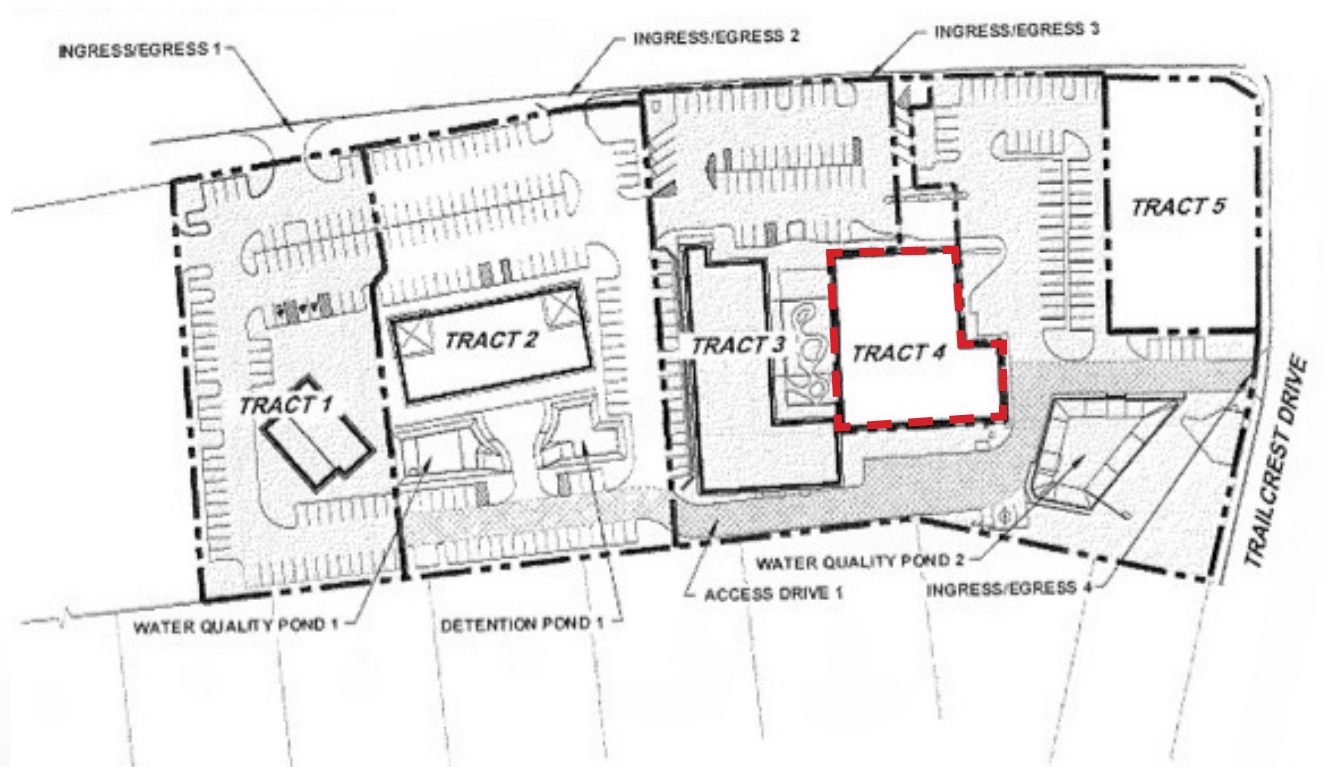 INGRESS/EGRESS 1
INGRESS/EGRESS 2
INGRESS/EGRESS 3
TRACT 5
TRACT 2
TRACT 3
TRACT 4
TRACT 1
TRAILCREST DRIVE
WATER QUALITY POND 2
ACCESS DRIVE 1
INGRESS/EGRESS 4
WATER QUALITY POND 1
DETENTION POND 1